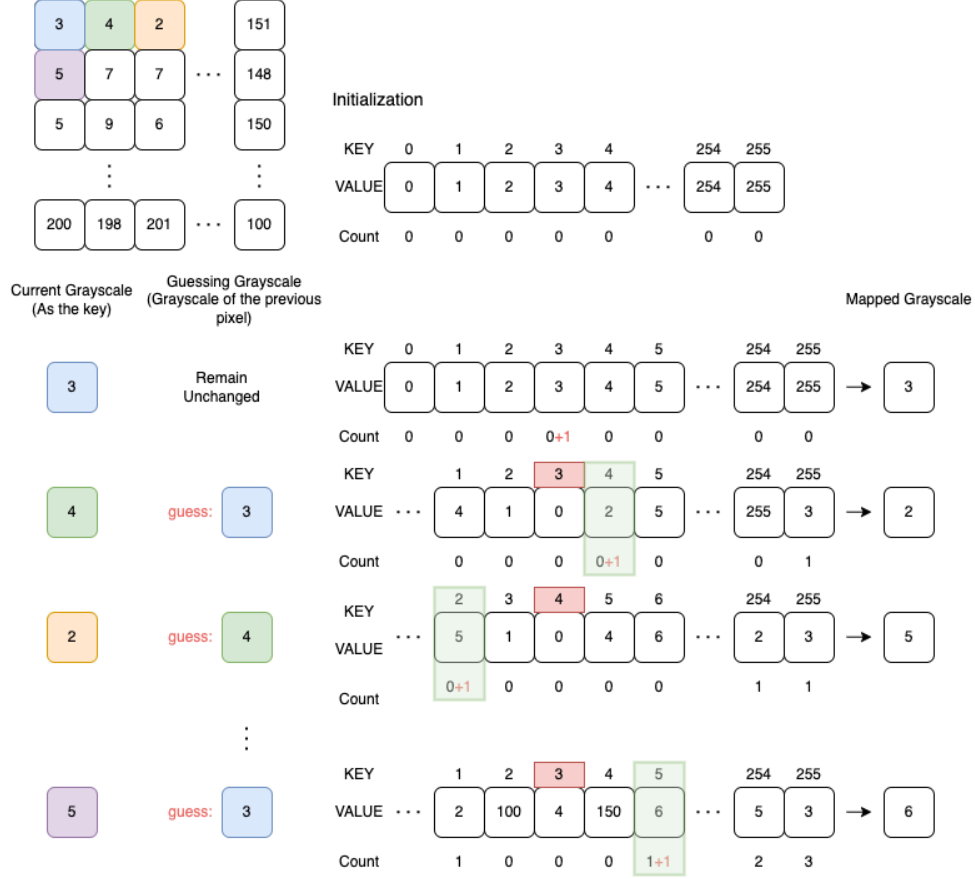 3 4 2 151
5 7 7 ... 148
5 9 6 150
200 198 201 ... 100
Initialization
KEY 0 1 2 3 4 254 255
VALUE 0 1 2 3 4 ... 254 255
Count 0 0 0 0 0 0 0
Current Grayscale
(As the key)
Guessing Grayscale
(Grayscale of the previous
pixel)
Mapped Grayscale
KEY 0 1 2 3 4 5 254 255
3 Remain
Unchanged
VALUE 0 1 2 3 4 5 ... 254 255 3
Count 0 0 0 0+1 0 0 0 0
KEY 1 2 3 4 5 254 255
4 guess: 3 VALUE ... 4 1 0 2 5 ... 255 3 2
Count 0 0 0 0+1 0 0 1
KEY 2 3 4 5 6 254 255
2 guess: 4 VALUE ... 5 1 0 4 6 ... 2 3 5
Count 0+1 0 0 0 0 1 1
KEY 1 2 3 4 5 254 255
5 guess: 3 VALUE ... 2 100 4 150 6 ... 5 3 6
Count 1 0 0 0 1+1 2 3